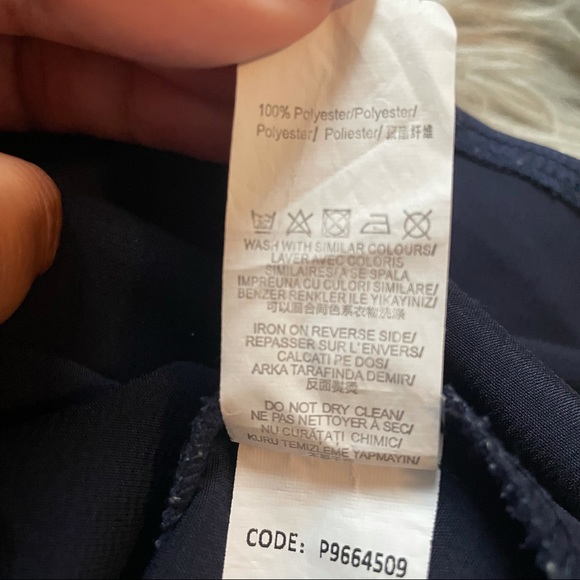 100% Polyester/Polyester/
Polyester/ Poliester/ 聚酯纤维
WASH WITH SIMILAR COLOURS/
LAVER AVEC COLORIS
SIMILAIRES/A SE SPALA
IMPREUNA CU CULORI SIMILARE/
BENZER RENKLER ILE YIKAYINIZ/
可以混合同色系衣物洗涤
IRON ON REVERSE SIDE/
REPASSER SUR L'ENVERS/
CALCATI PE DOS/
ARKA TARAFINDA DEMIR/
反面熨烫
DO NOT DRY CLEAN/
NE PAS NETTOYER À SEC/
NU CURĂTATI CHIMIC/
KURU TEMIZLEME YAPMAYIN/
CODE: P9664509